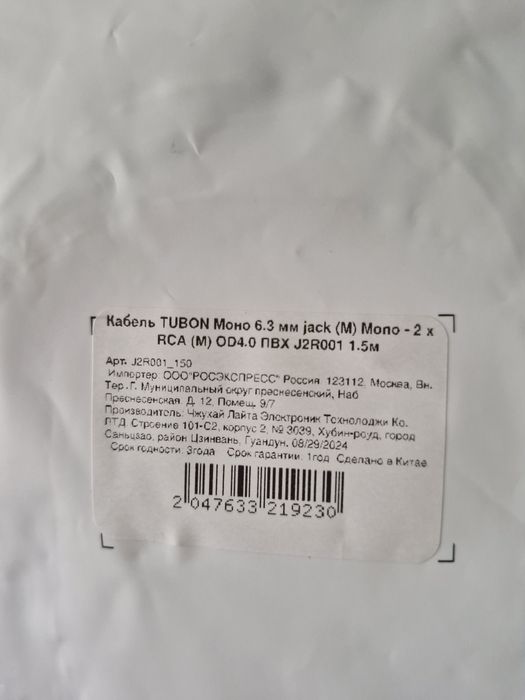 Кабель TUBON Моно 6.3 мм jack (M) Mono - 2 x
RCA (M) OD4.0 ПВХ J2R001 1.5м
Арт. J2R001_150
Импортер: ООО"РОСЭКСПРЕСС" Россия, 123112, Москва, Вн.
Тер. Г. Муниципальный округ пресненский, Наб
Пресненская, Д. 12, Помещ. 9/7
Производитель: Чжухай Лайта Электроник Технолоджи Ко.
ЛТД. Строение 101-С2, корпус 2, № 3039, Хубин-роуд, город
Саньцзао, район Цзинвань, Гуандун. 08/29/2024
Срок годности: 3года Срок гарантии: 1год Сделано в Китае
2 047633 219230